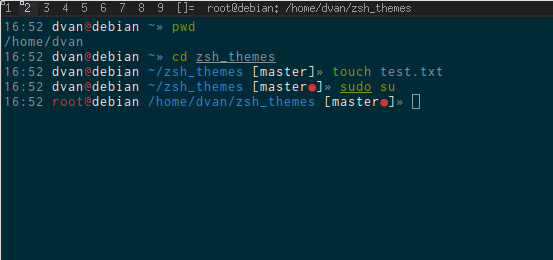 1 2 3 4 5 6 7 8 9 []= root@debian: /home/dvan/zsh_themes
16:52 dvan@debian ~» pwd
/home/dvan
16:52 dvan@debian ~» cd zsh_themes
16:52 dvan@debian ~/zsh_themes [master]» touch test.txt
16:52 dvan@debian ~/zsh_themes [master●]» sudo su
16:52 root@debian /home/dvan/zsh_themes [master●]»